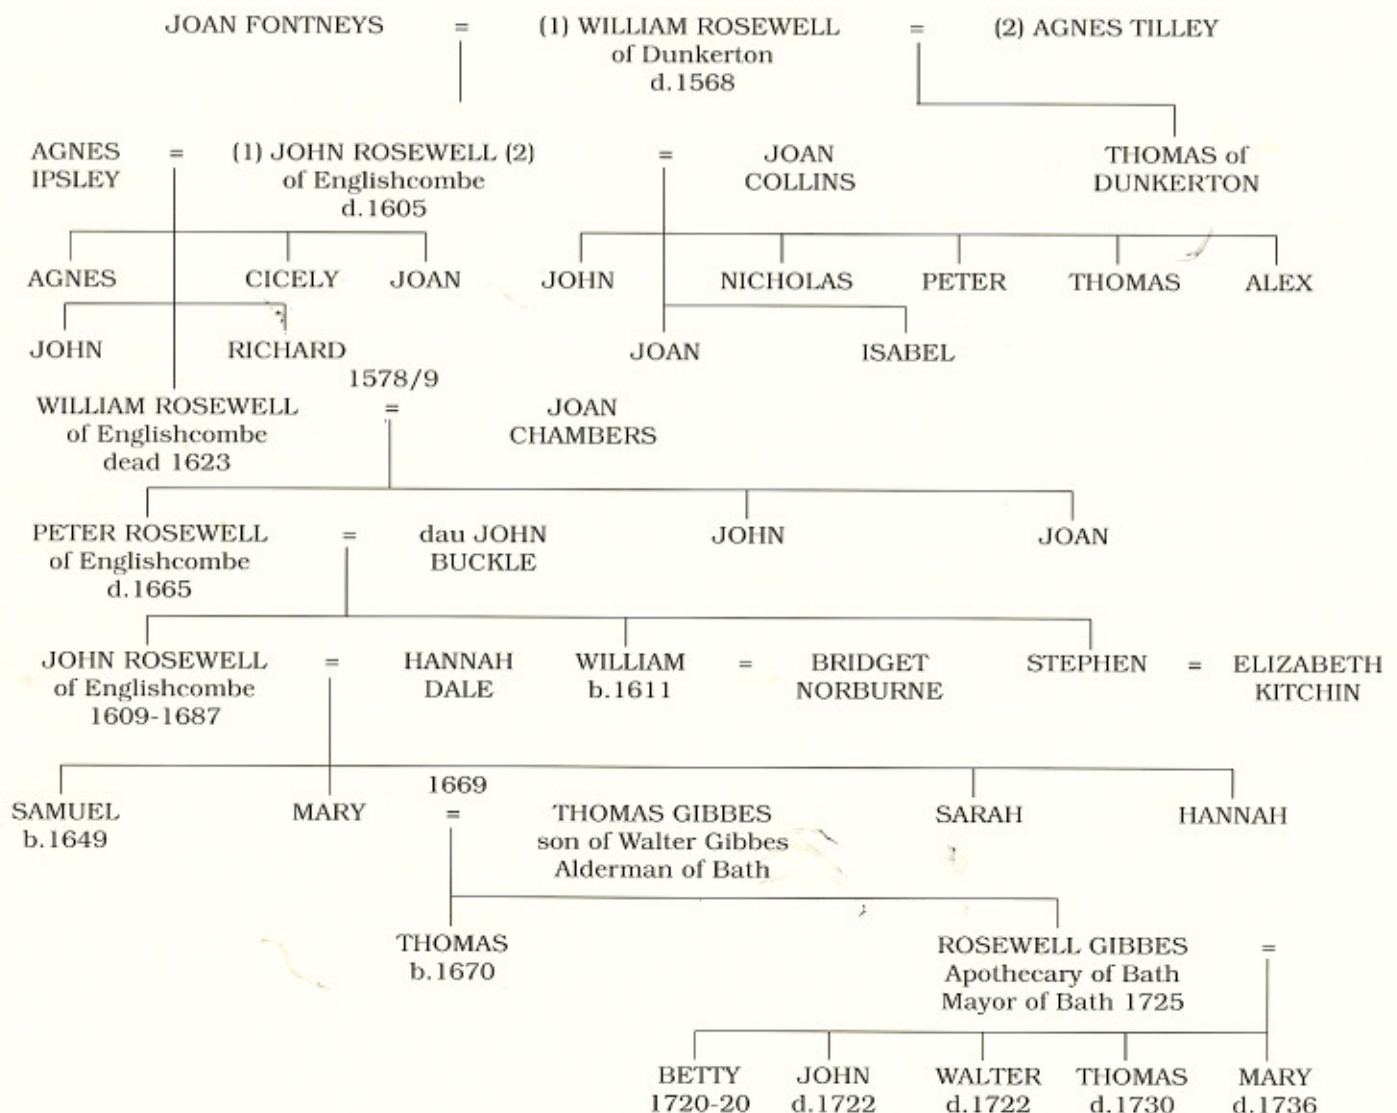 JOAN FONTNEYS = (1) WILLIAM ROSEWELL = (2) AGNES TILLEY
of Dunkerton
d.1568
AGNES = (1) JOHN ROSEWELL (2) = JOAN THOMAS of
IPSLEY of Englishcombe COLLINS DUNKERTON
d.1605
AGNES CICELY JOAN JOHN NICHOLAS PETER THOMAS ALEX
JOHN RICHARD JOAN ISABEL
1578/9
WILLIAM ROSEWELL = JOAN
of Englishcombe CHAMBERS
dead 1623
PETER ROSEWELL = dau JOHN JOHN JOAN
of Englishcombe BUCKLE
d.1665
JOHN ROSEWELL = HANNAH WILLIAM = BRIDGET STEPHEN = ELIZABETH
of Englishcombe DALE b.1611 NORBURNE KITCHIN
1609-1687
1669
SAMUEL MARY = THOMAS GIBBES SARAH HANNAH
b.1649 son of Walter Gibbes
Alderman of Bath
THOMAS ROSEWELL GIBBES =
b.1670 Apothecary of Bath
Mayor of Bath 1725
BETTY JOHN WALTER THOMAS MARY
1720-20 d.1722 d.1722 d.1730 d.1736